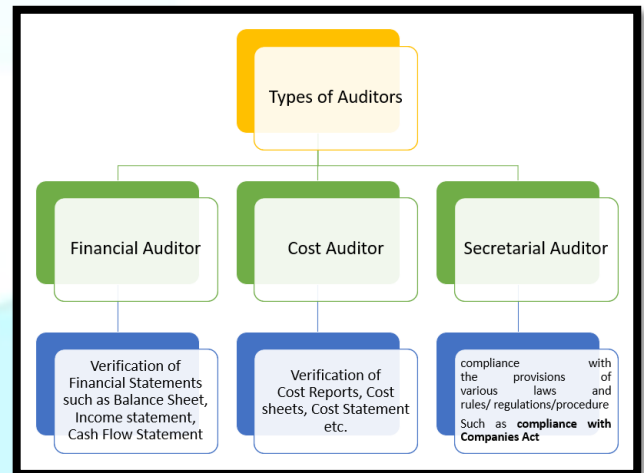 Types of Auditors
Financial Auditor
Cost Auditor
Secretarial Auditor
Verification of
Financial Statements
such as Balance Sheet,
Income statement,
Cash Flow Statement
Verification of
Cost Reports, Cost
sheets, Cost Statement
etc.
compliance with
the provisions of
various laws and
rules/ regulations/procedure
Such as compliance with
Companies Act